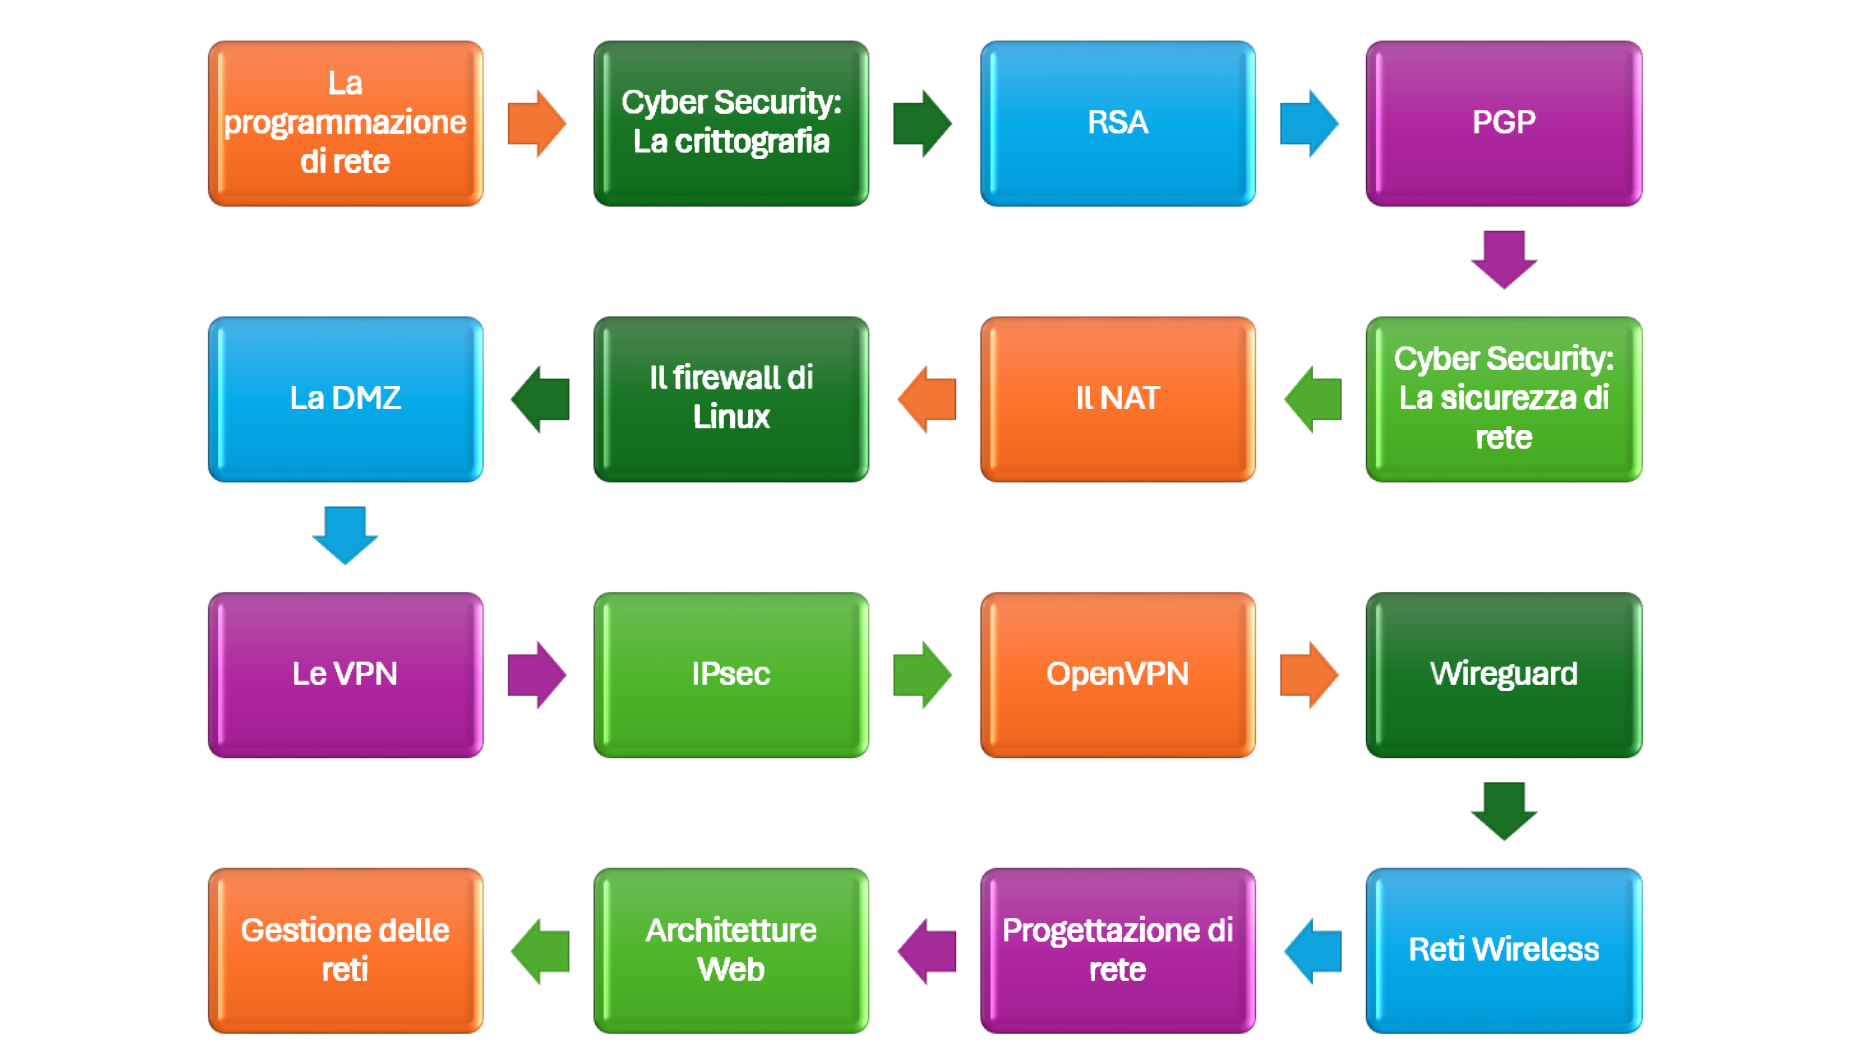 La
programmazione
di rete
Cyber Security:
La crittografia
RSA
PGP
Cyber Security:
La sicurezza di
rete
Il NAT
Il firewall di
Linux
La DMZ
Le VPN
IPsec
OpenVPN
Wireguard
Reti Wireless
Progettazione di
rete
Architetture
Web
Gestione delle
reti